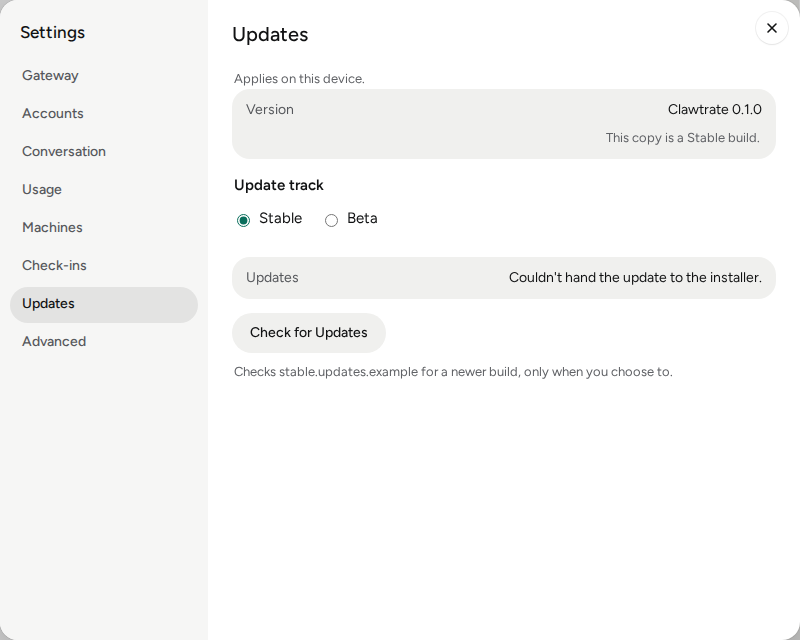 Settings
Gateway
Accounts
Conversation
Usage
Machines
Check-ins
Updates
Advanced
Updates
Applies on this device.
Version Clawtrate 0.1.0
This copy is a Stable build.
Update track
Stable Beta
Updates Couldn't hand the update to the installer.
Check for Updates
Checks stable.updates.example for a newer build, only when you choose to.